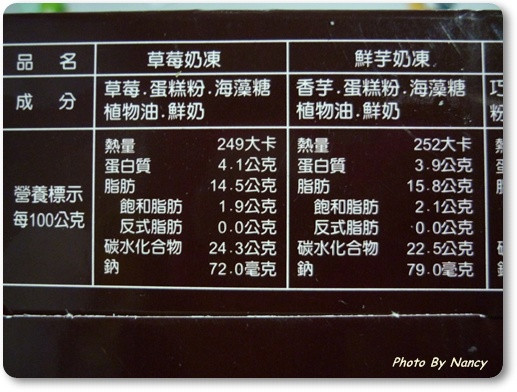 品 名 草莓奶凍 鮮芋奶凍
成 分 草莓.蛋糕粉.海藻糖 香芋.蛋糕粉.海藻糖 巧
植物油.鮮奶 植物油.鮮奶 粉
營養標示
每100公克
熱量 249大卡 熱量 252大卡
蛋白質 4.1公克 蛋白質 3.9公克
脂肪 14.5公克 脂肪 15.8公克
飽和脂肪 1.9公克 飽和脂肪 2.1公克
反式脂肪 0.0公克 反式脂肪 0.0公克
碳水化合物 24.3公克 碳水化合物 22.5公克
鈉 72.0毫克 鈉 79.0毫克
Photo By Nancy